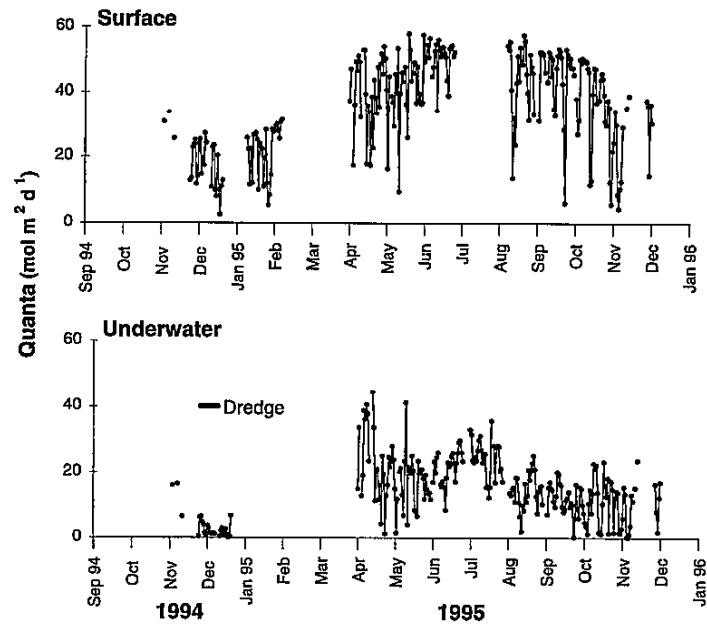 Surface
60
40
20
0
Sep 94 Oct Nov Dec Jan 95 Feb Mar Apr May Jun Jul Aug Sep Oct Nov Dec Jan 96
Quanta (mol m 2 d 1)
Underwater
60
40
Dredge
20
0
Sep 94 Oct Nov Dec Jan 95 Feb Mar Apr May Jun Jul Aug Sep Oct Nov Dec Jan 96
1994 1995